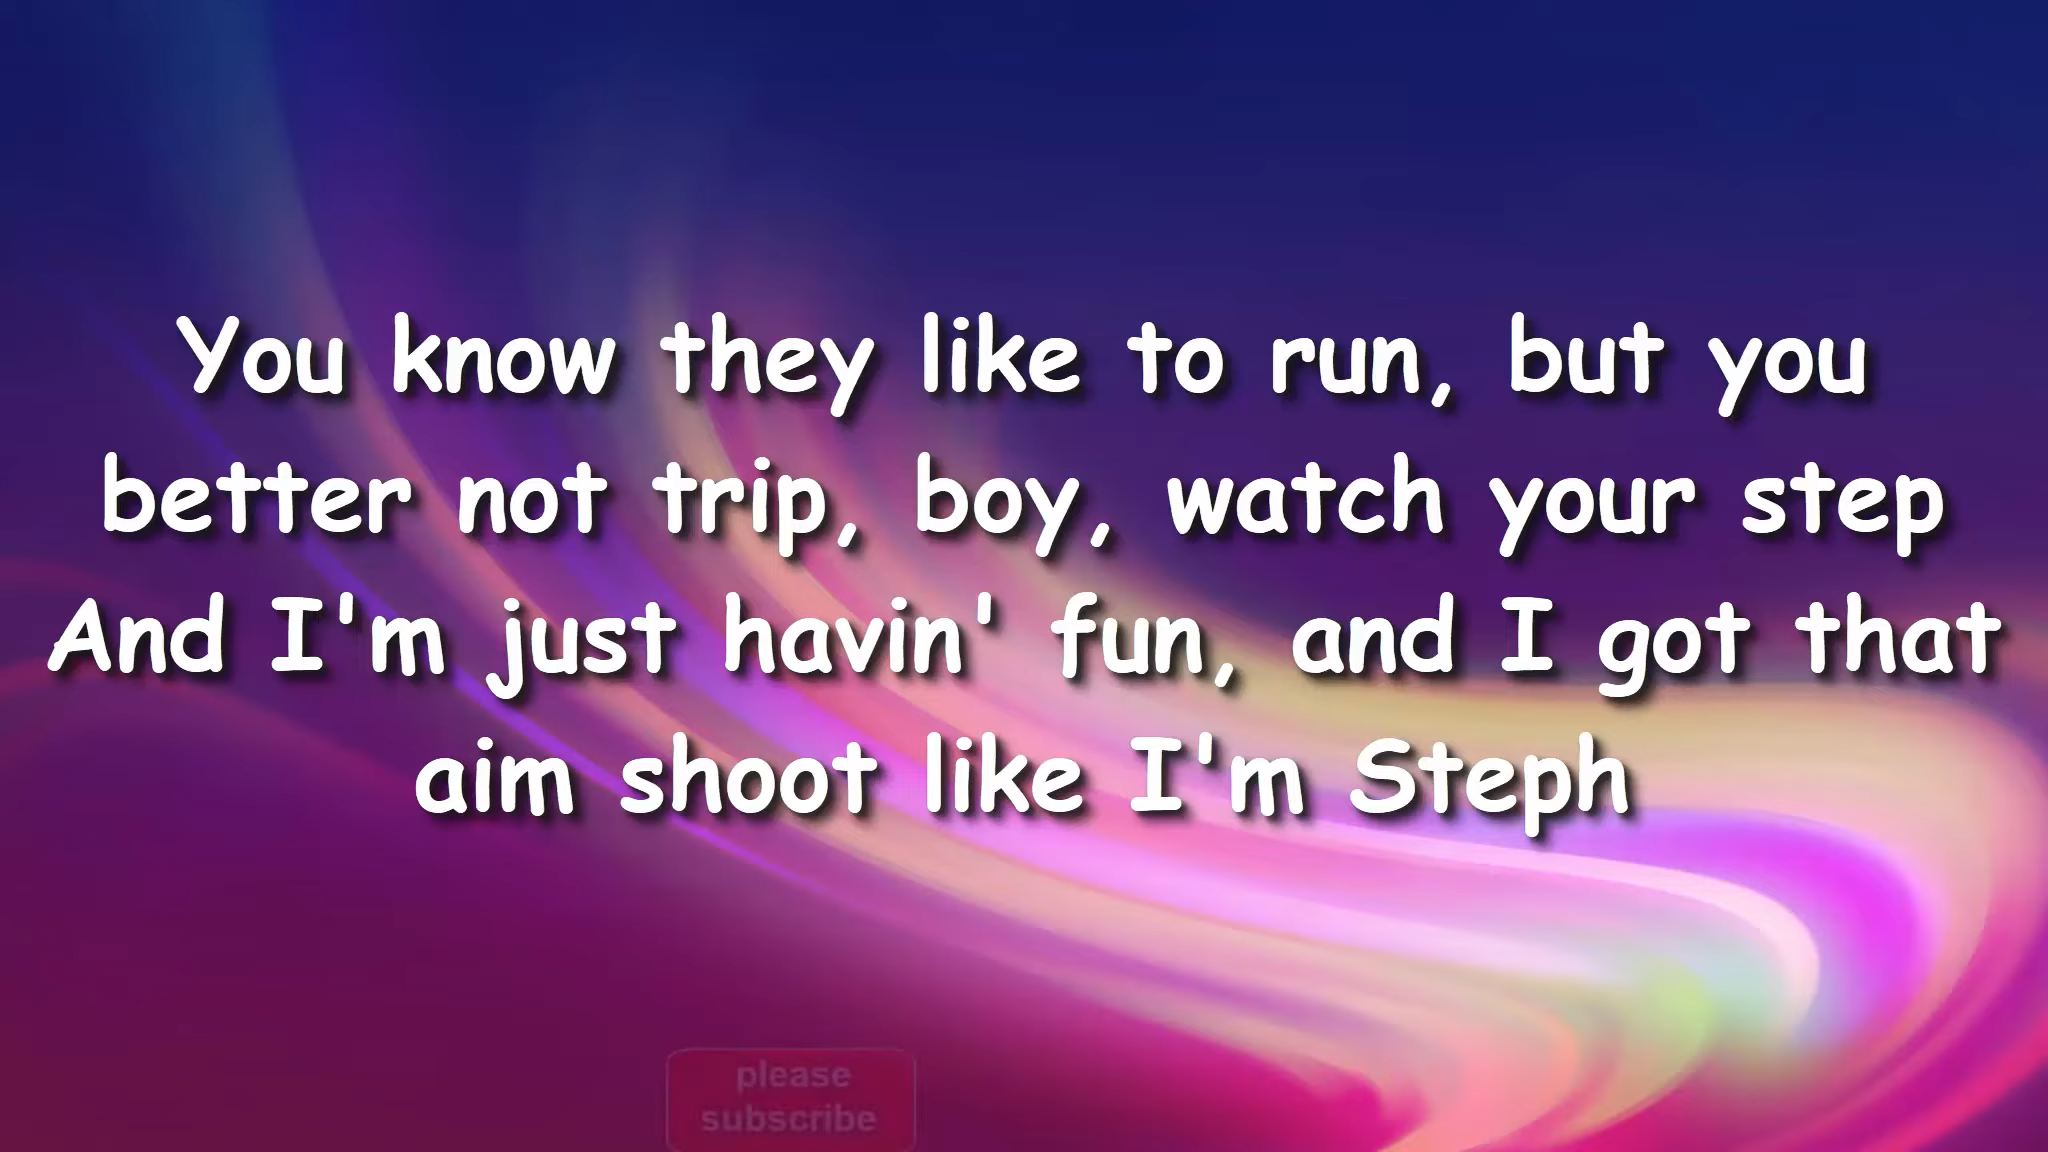 You know they like to run, but you
better not trip, boy, watch your step
And I'm just havin' fun, and I got that
aim shoot like I'm Steph
please
subscribe